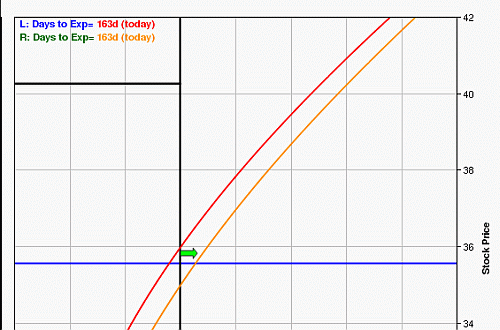 L: Days to Exp= 163d (today)
R: Days to Exp= 163d (today)
42
40
38
36
34
Stock Price